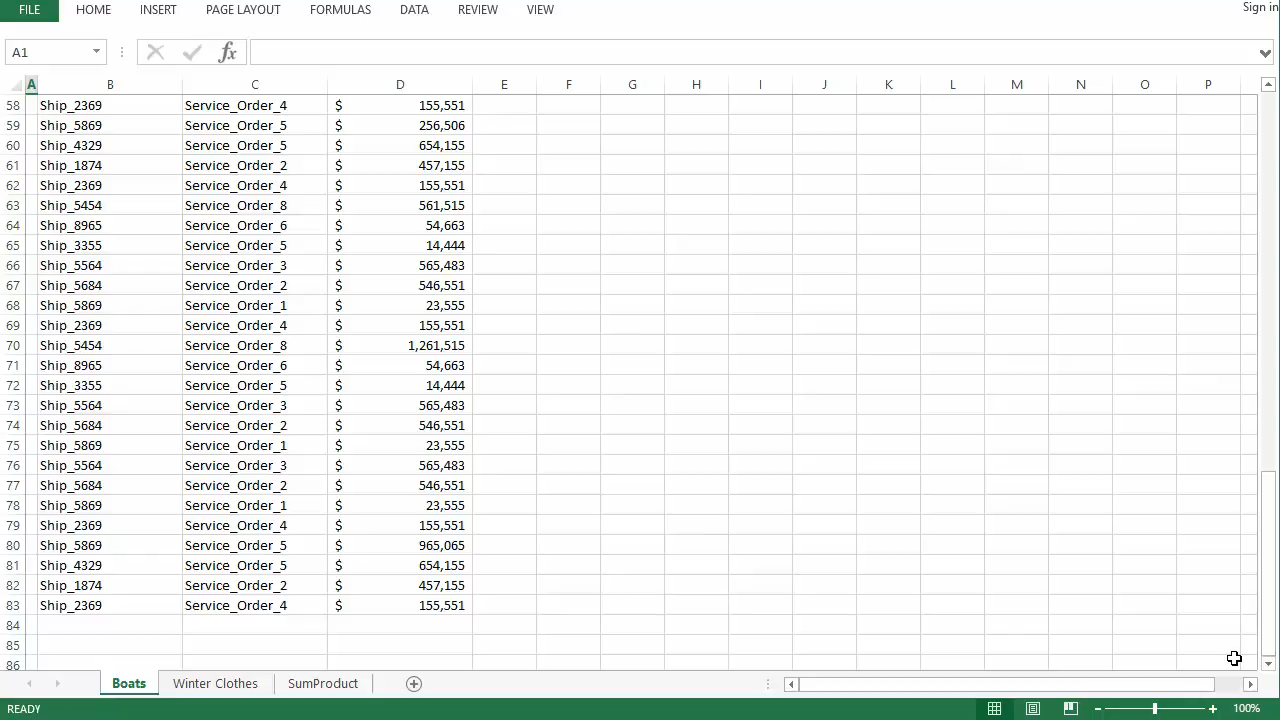 FILE HOME INSERT PAGE LAYOUT FORMULAS DATA REVIEW VIEW Sign in
A1 fx
A B C D E F G H I J K L M N O P
58 Ship_2369 Service_Order_4 $ 155,551
59 Ship_5869 Service_Order_5 $ 256,506
60 Ship_4329 Service_Order_5 $ 654,155
61 Ship_1874 Service_Order_2 $ 457,155
62 Ship_2369 Service_Order_4 $ 155,551
63 Ship_5454 Service_Order_8 $ 561,515
64 Ship_8965 Service_Order_6 $ 54,663
65 Ship_3355 Service_Order_5 $ 14,444
66 Ship_5564 Service_Order_3 $ 565,483
67 Ship_5684 Service_Order_2 $ 546,551
68 Ship_5869 Service_Order_1 $ 23,555
69 Ship_2369 Service_Order_4 $ 155,551
70 Ship_5454 Service_Order_8 $ 1,261,515
71 Ship_8965 Service_Order_6 $ 54,663
72 Ship_3355 Service_Order_5 $ 14,444
73 Ship_5564 Service_Order_3 $ 565,483
74 Ship_5684 Service_Order_2 $ 546,551
75 Ship_5869 Service_Order_1 $ 23,555
76 Ship_5564 Service_Order_3 $ 565,483
77 Ship_5684 Service_Order_2 $ 546,551
78 Ship_5869 Service_Order_1 $ 23,555
79 Ship_2369 Service_Order_4 $ 155,551
80 Ship_5869 Service_Order_5 $ 965,065
81 Ship_4329 Service_Order_5 $ 654,155
82 Ship_1874 Service_Order_2 $ 457,155
83 Ship_2369 Service_Order_4 $ 155,551
84
85
86
Boats Winter Clothes SumProduct
READY 100%